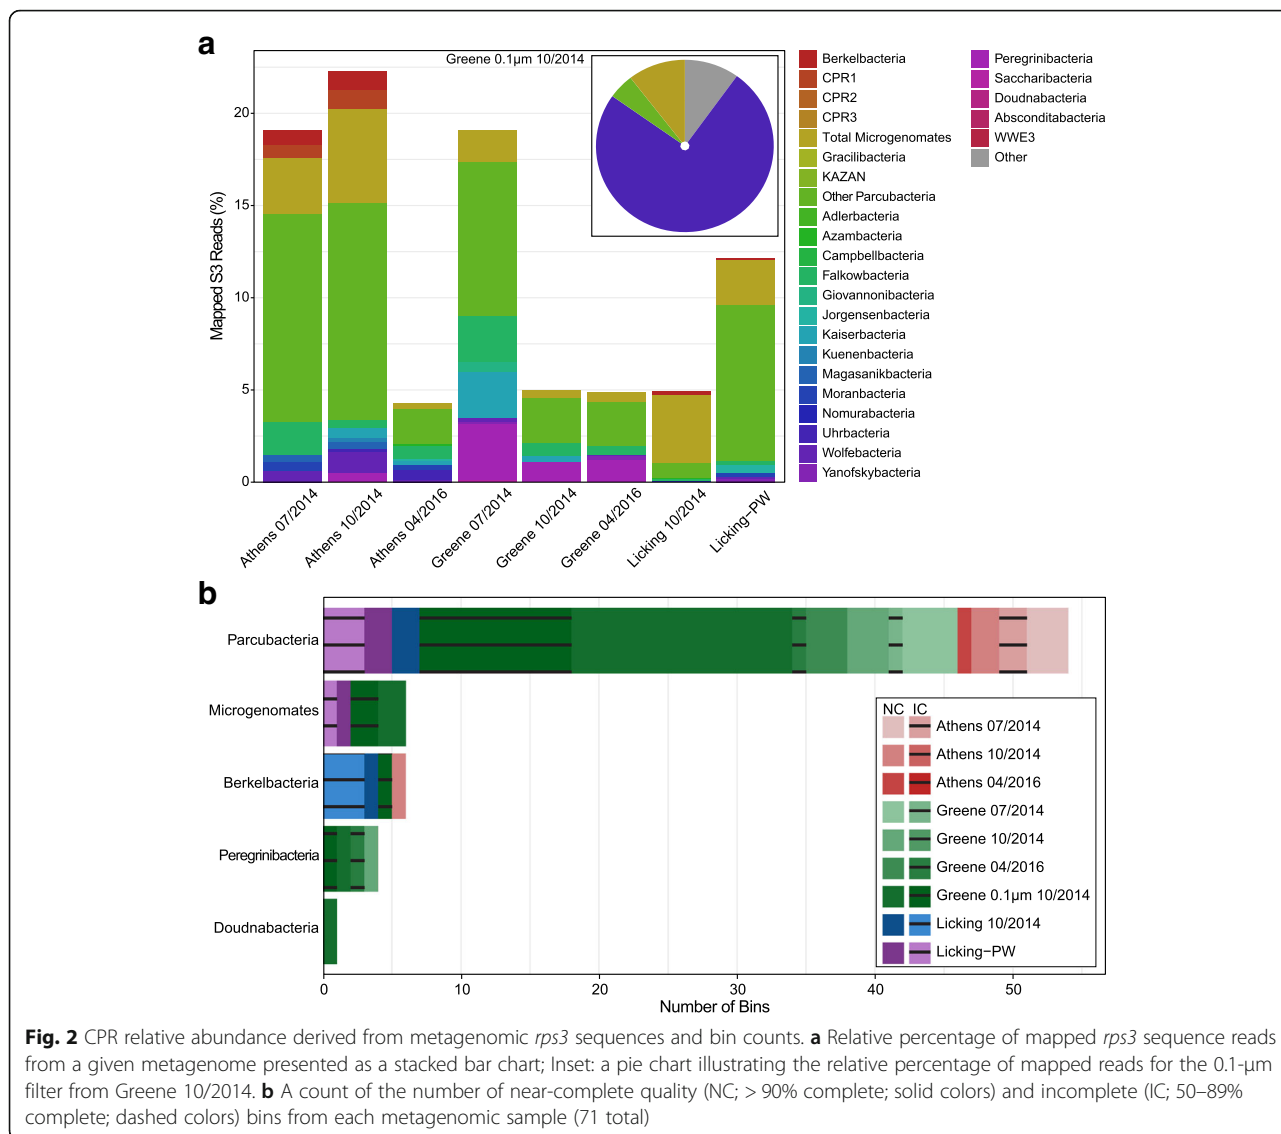 a
Greene 0.1µm 10/2014
Mapped S3 Reads (%)
20
15
10
5
0
Athens 07/2014
Athens 10/2014
Athens 04/2016
Greene 07/2014
Greene 10/2014
Greene 04/2016
Licking 10/2014
Licking-PW
Berkelbacteria
CPR1
CPR2
CPR3
Total Microgenomates
Gracilibacteria
KAZAN
Other Parcubacteria
Adlerbacteria
Azambacteria
Campbellbacteria
Falkowbacteria
Giovannonibacteria
Jorgensenbacteria
Kaiserbacteria
Kuenenbacteria
Magasanikbacteria
Moranbacteria
Nomurabacteria
Uhrbacteria
Wolfebacteria
Yanofskybacteria
Peregrinibacteria
Saccharibacteria
Doudnabacteria
Absconditabacteria
WWE3
Other
b
Parcubacteria
Microgenomates
Berkelbacteria
Peregrinibacteria
Doudnabacteria
0 10 20 30 40 50
Number of Bins
NC IC
Athens 07/2014
Athens 10/2014
Athens 04/2016
Greene 07/2014
Greene 10/2014
Greene 04/2016
Greene 0.1µm 10/2014
Licking 10/2014
Licking−PW
Fig. 2 CPR relative abundance derived from metagenomic rps3 sequences and bin counts. a Relative percentage of mapped rps3 sequence reads
from a given metagenome presented as a stacked bar chart; Inset: a pie chart illustrating the relative percentage of mapped reads for the 0.1-µm
filter from Greene 10/2014. b A count of the number of near-complete quality (NC; > 90% complete; solid colors) and incomplete (IC; 50–89%
complete; dashed colors) bins from each metagenomic sample (71 total)